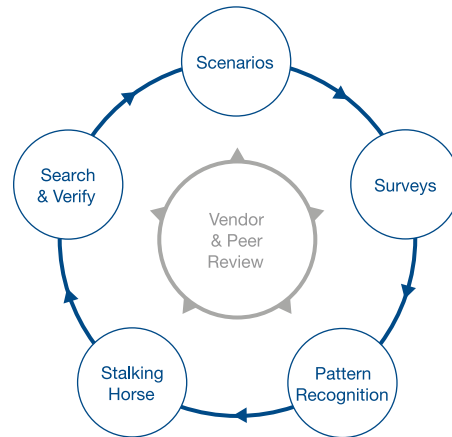 Scenarios
Search
& Verify
Surveys
Vendor
& Peer
Review
Stalking
Horse
Pattern
Recognition